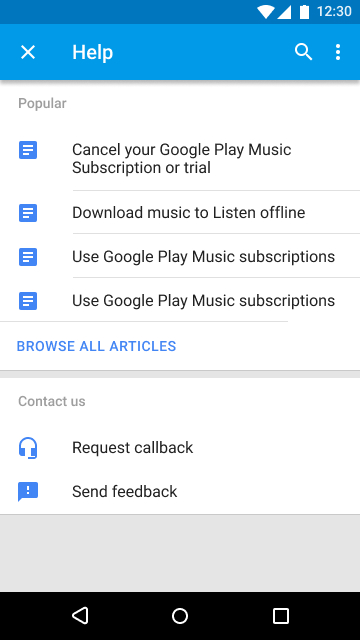 12:30
Help
Popular
Cancel your Google Play Music
Subscription or trial
Download music to Listen offline
Use Google Play Music subscriptions
Use Google Play Music subscriptions
BROWSE ALL ARTICLES
Contact us
Request callback
Send feedback